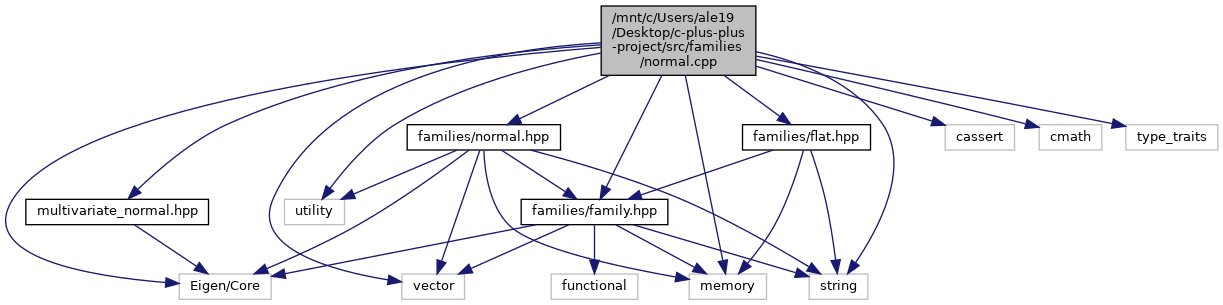 /mnt/c/Users/ale19
/Desktop/c-plus-plus
-project/src/families
/normal.cpp
families/normal.hpp
families/flat.hpp
cassert
cmath
type_traits
multivariate_normal.hpp
utility
families/family.hpp
Eigen/Core
vector
functional
memory
string